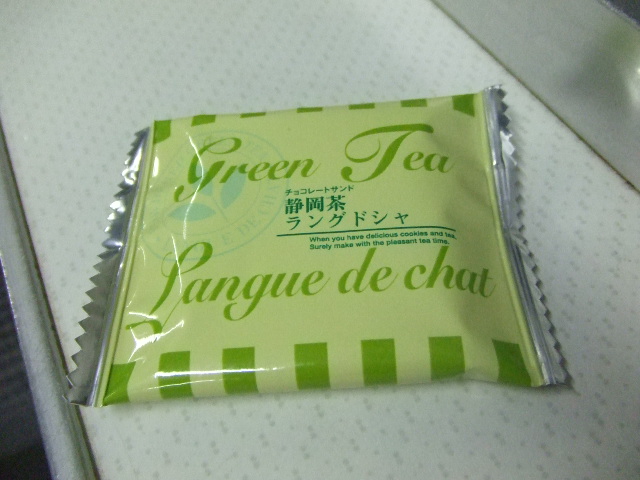 Green Tea
チョコレートサンド
静岡茶
ラングドシャ
When you have delicious cookies and tea,
Surely make with the pleasant tea time.
Langue de chat